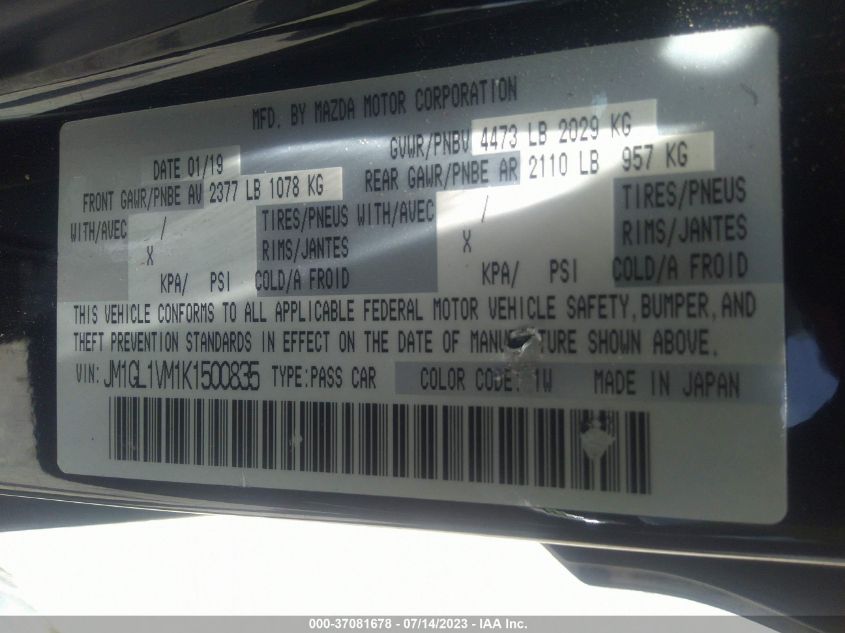 MFD. BY MAZDA MOTOR CORPORATION
DATE 01/19 GVWR/PNBV 4473 LB 2029 KG
FRONT GAWR/PNBE AV 2377 LB 1078 KG REAR GAWR/PNBE AR 2110 LB 957 KG
WITH/AVEC / TIRES/PNEUS WITH/AVEC / TIRES/PNEUS
X RIMS/JANTES X RIMS/JANTES
KPA/ PSI COLD/A FROID KPA/ PSI COLD/A FROID
THIS VEHICLE CONFORMS TO ALL APPLICABLE FEDERAL MOTOR VEHICLE SAFETY, BUMPER, AND
THEFT PREVENTION STANDARDS IN EFFECT ON THE DATE OF MANU TURE SHOWN ABOVE.
VIN: JM1GL1VM1K1500835 TYPE: PASS CAR COLOR CODE: 1W MADE IN JAPAN
000-37081678 - 07/14/2023 - IAA Inc.